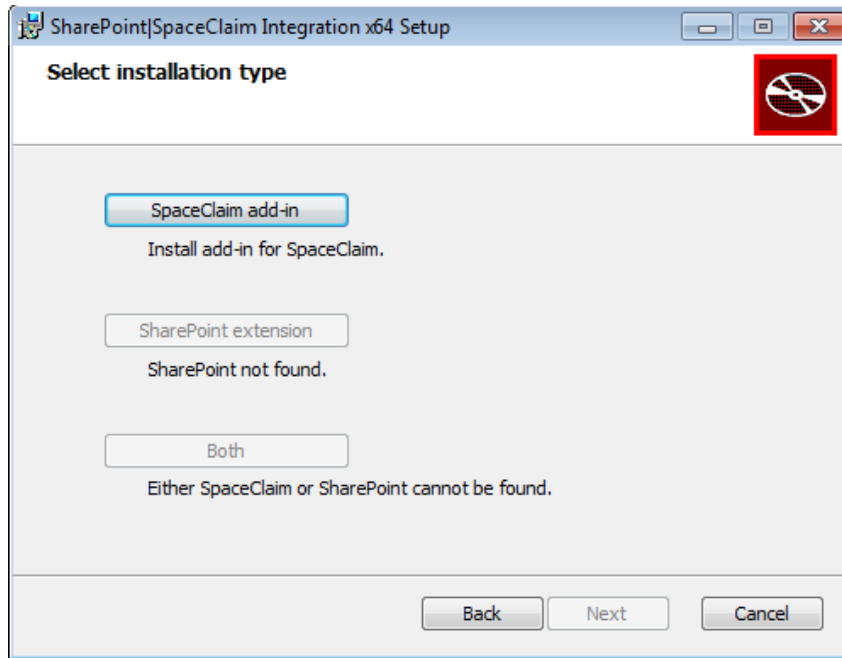 SharePoint|SpaceClaim Integration x64 Setup
Select installation type
SpaceClaim add-in
Install add-in for SpaceClaim.
SharePoint extension
SharePoint not found.
Both
Either SpaceClaim or SharePoint cannot be found.
Back Next Cancel